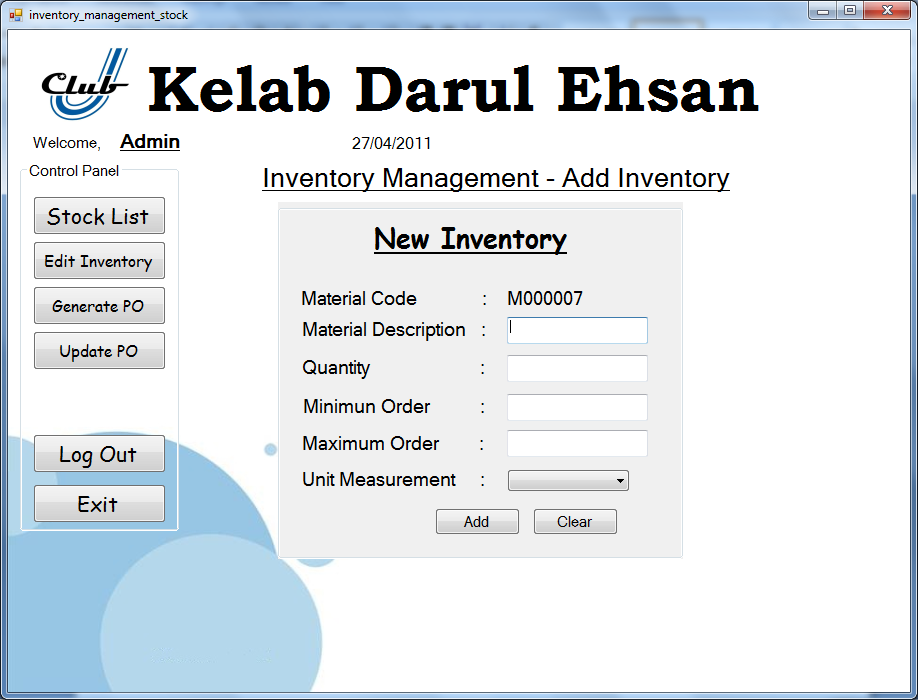 inventory_management_stock
Club
Kelab Darul Ehsan
Welcome, Admin
27/04/2011
Control Panel
Inventory Management - Add Inventory
Stock List
Edit Inventory
Generate PO
Update PO
Log Out
Exit
New Inventory
Material Code : M000007
Material Description :
Quantity :
Minimun Order :
Maximum Order :
Unit Measurement :
Add Clear